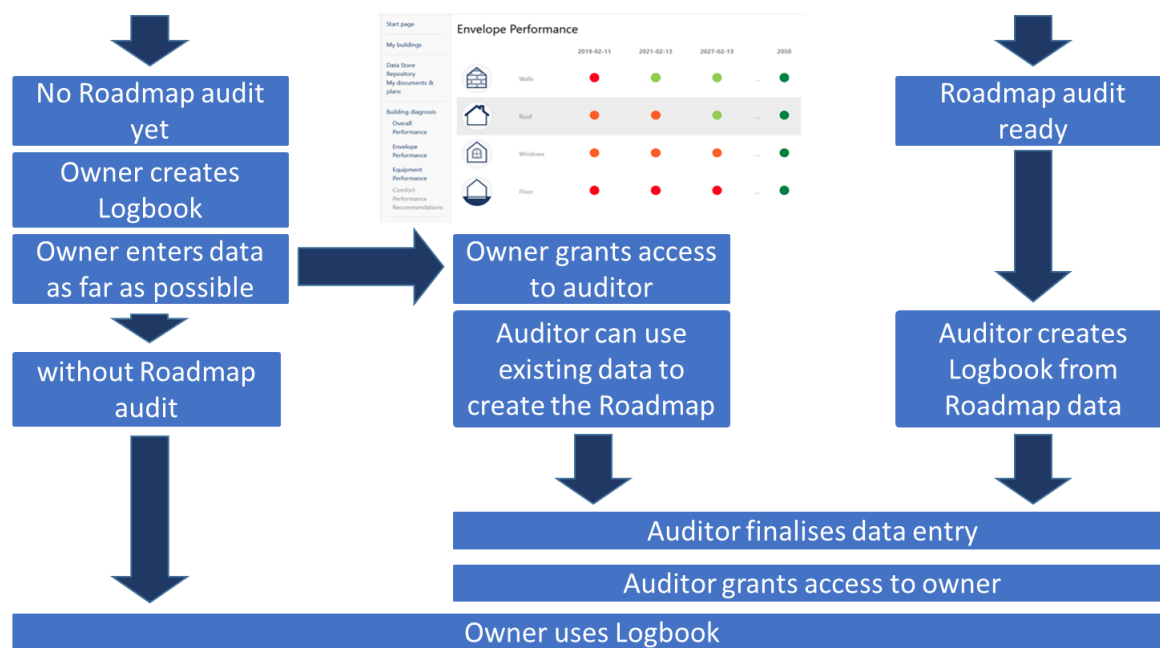 No Roadmap audit
yet
Owner creates
Logbook
Owner enters data
as far as possible
without Roadmap
audit
Start page
My buildings
Data Store
Repository
My documents &
plans
Building diagnosis
Overall
Performance
Envelope
Performance
Equipment
Performance
Comfort
Performance
Recommendations
Envelope Performance
2019-02-11 2021-02-13 2027-02-13 2050
Walls ...
Roof ...
Windows ...
Floor ...
Owner grants access
to auditor
Auditor can use
existing data to
create the Roadmap
Roadmap audit
ready
Auditor creates
Logbook from
Roadmap data
Auditor finalises data entry
Auditor grants access to owner
Owner uses Logbook